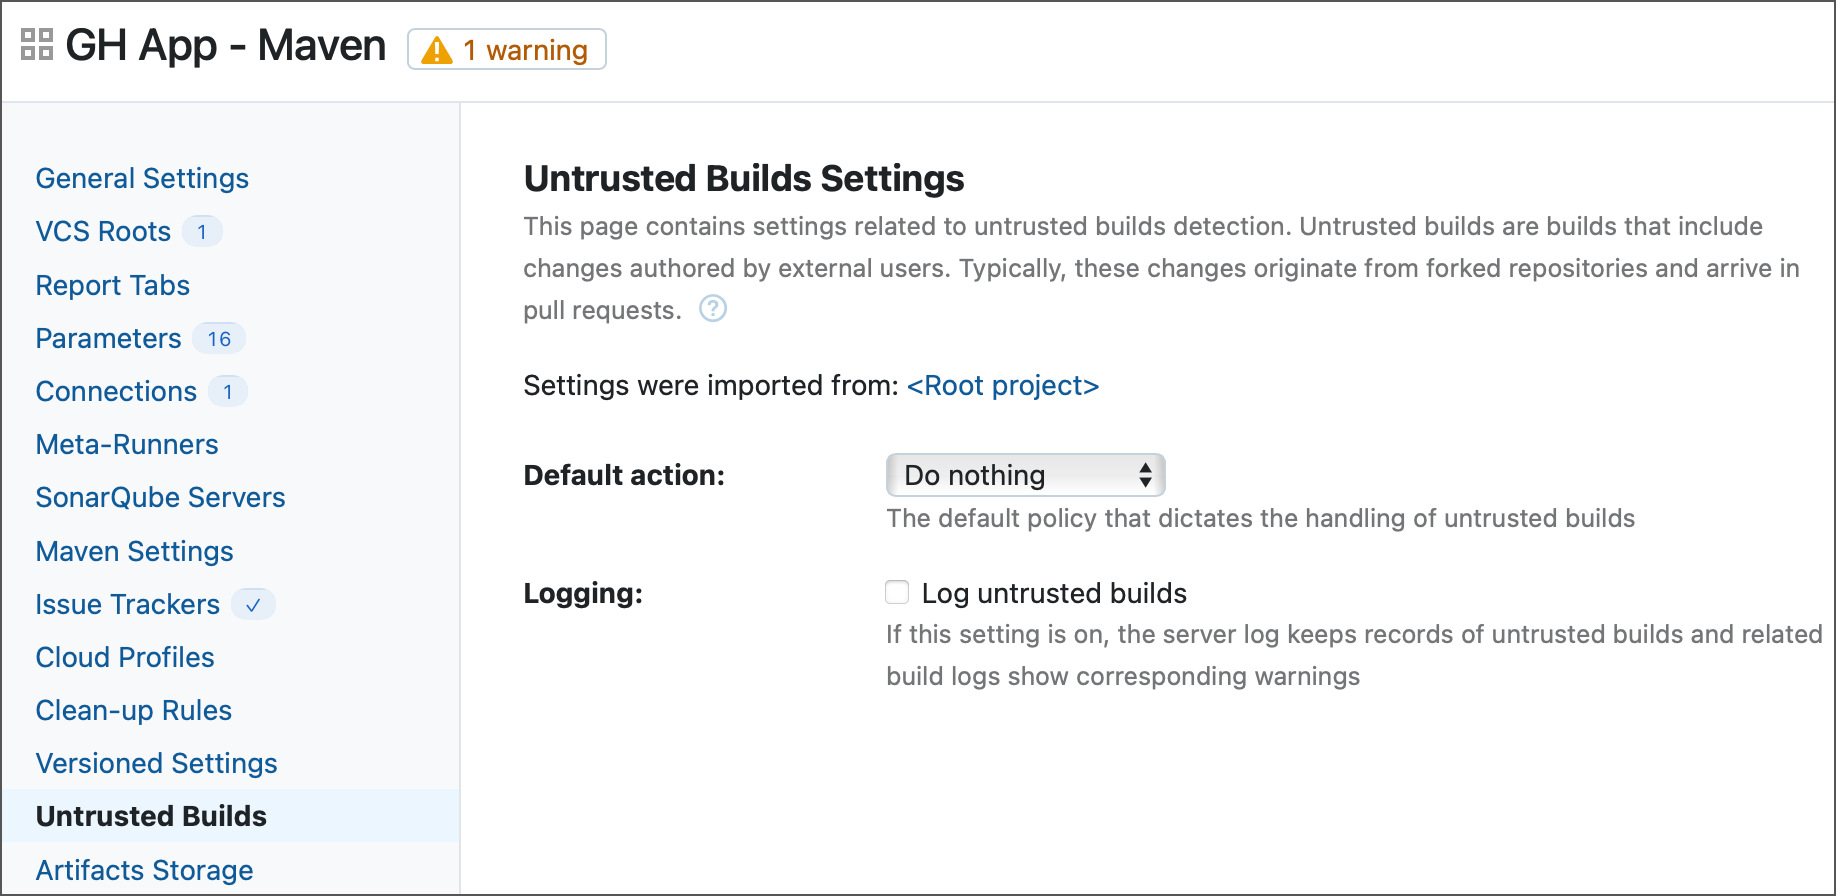 GH App - Maven
1 warning
General Settings
VCS Roots 1
Report Tabs
Parameters 16
Connections 1
Meta-Runners
SonarQube Servers
Maven Settings
Issue Trackers
Cloud Profiles
Clean-up Rules
Versioned Settings
Untrusted Builds
Artifacts Storage
Untrusted Builds Settings
This page contains settings related to untrusted builds detection. Untrusted builds are builds that include
changes authored by external users. Typically, these changes originate from forked repositories and arrive in
pull requests. ?
Settings were imported from: <Root project>
Default action: Do nothing
The default policy that dictates the handling of untrusted builds
Logging: Log untrusted builds
If this setting is on, the server log keeps records of untrusted builds and related
build logs show corresponding warnings